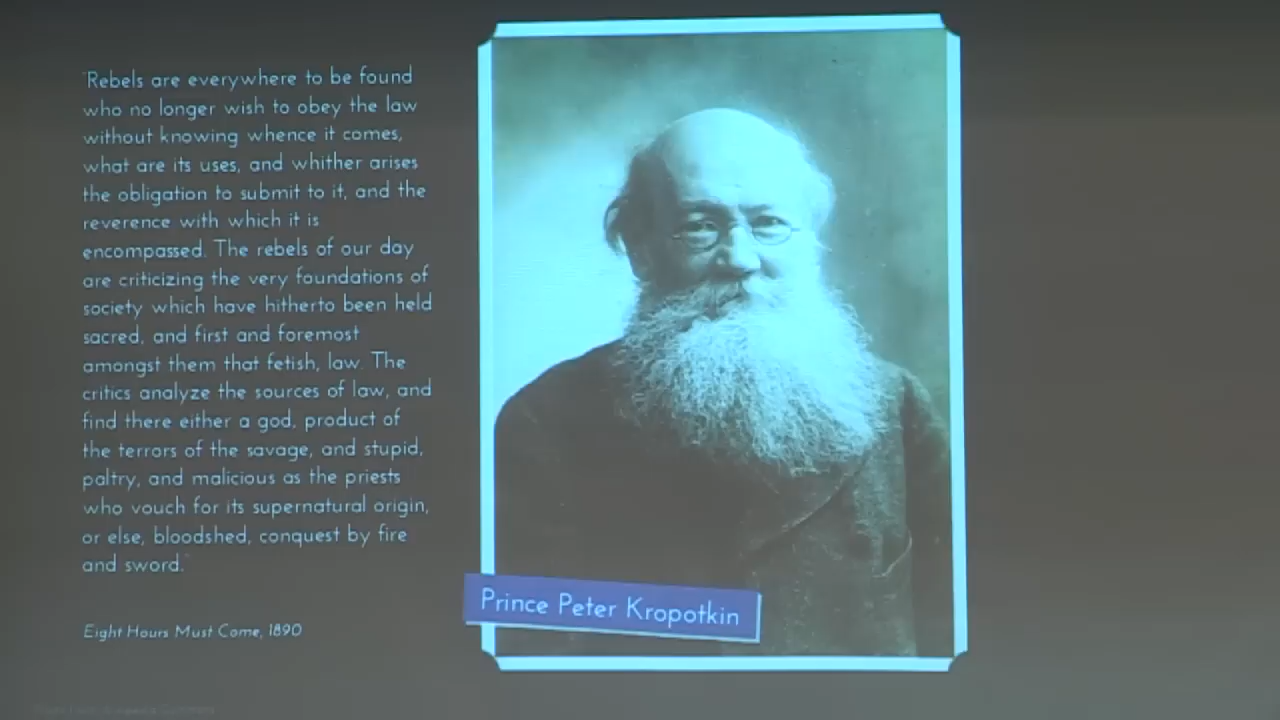 "Rebels are everywhere to be found
who no longer wish to obey the law
without knowing whence it comes,
what are its uses, and whither arises
the obligation to submit to it, and the
reverence with which it is
encompassed. The rebels of our day
are criticizing the very foundations of
society which have hitherto been held
sacred, and first and foremost
amongst them that fetish, law. The
critics analyze the sources of law, and
find there either a god, product of
the terrors of the savage, and stupid,
paltry, and malicious as the priests
who vouch for its supernatural origin,
or else, bloodshed, conquest by fire
and sword."
Eight Hours Must Come, 1890
Prince Peter Kropotkin